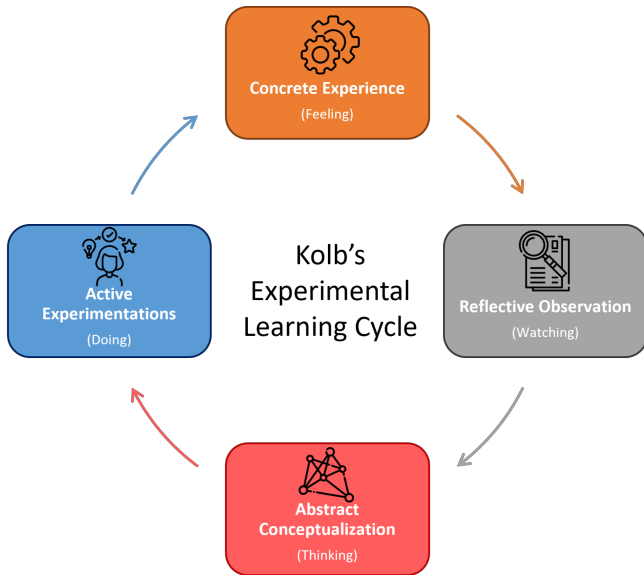 Concrete Experience
(Feeling)
Kolb's
Experimental
Learning Cycle
Active
Experimentations
(Doing)
Reflective Observation
(Watching)
Abstract
Conceptualization
(Thinking)